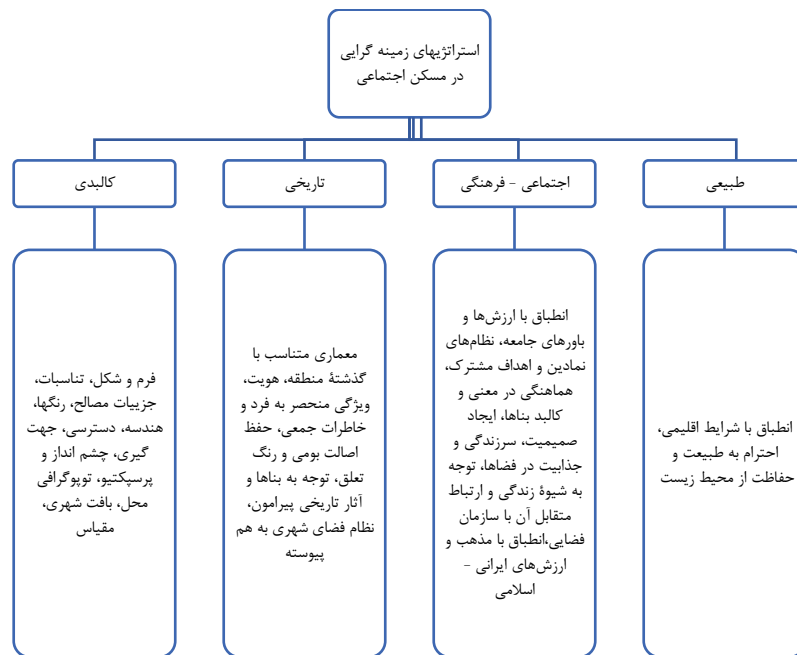 استراتژیهای زمینه گرایی
در مسکن اجتماعی
طبیعی
اجتماعی - فرهنگی
تاریخی
کالبدی
انطباق با شرایط اقلیمی،
احترام به طبیعت و
حفاظت از محیط زیست
انطباق با ارزش‌ها و
باورهای جامعه، نظام‌های
نمادین و اهداف مشترک،
هماهنگی در معنی و
کالبد بناها، ایجاد
صمیمیت، سرزندگی و
جذابیت در فضاها، توجه
به شیوۀ زندگی و ارتباط
متقابل آن با سازمان
فضایی،انطباق با مذهب و
ارزش‌های ایرانی -
اسلامی
معماری متناسب با
گذشتۀ منطقه، هویت،
ویژگی منحصر به فرد و
خاطرات جمعی، حفظ
اصالت بومی و رنگ
تعلق، توجه به بناها و
آثار تاریخی پیرامون،
نظام فضای شهری به هم
پیوسته
فرم و شکل، تناسبات،
جزییات مصالح، رنگها،
هندسه، دسترسی، جهت
گیری، چشم انداز و
پرسپکتیو، توپوگرافی
محل، بافت شهری،
مقیاس